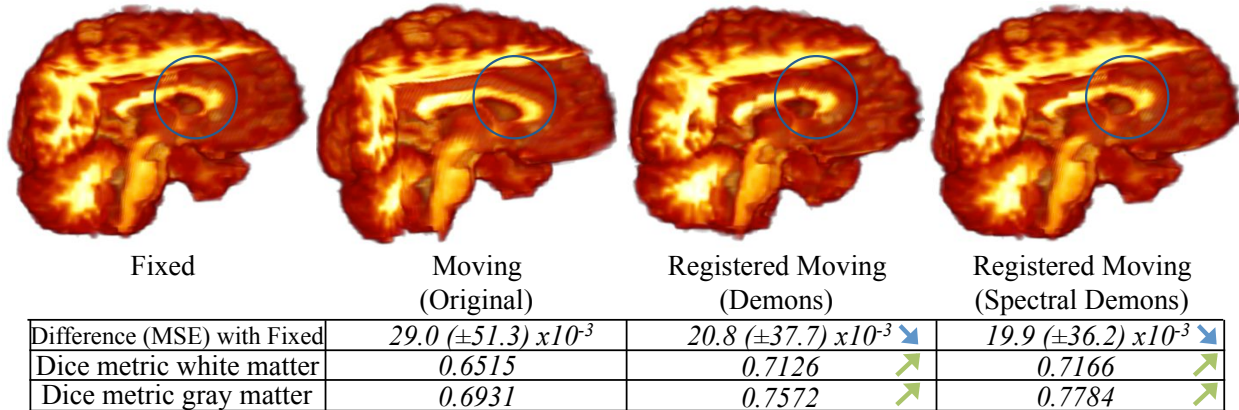 Fixed
Moving
(Original)
Registered Moving
(Demons)
Registered Moving
(Spectral Demons)
Difference (MSE) with Fixed 29.0 (±51.3) x10⁻³ 20.8 (±37.7) x10⁻³ 19.9 (±36.2) x10⁻³
Dice metric white matter 0.6515 0.7126 0.7166
Dice metric gray matter 0.6931 0.7572 0.7784